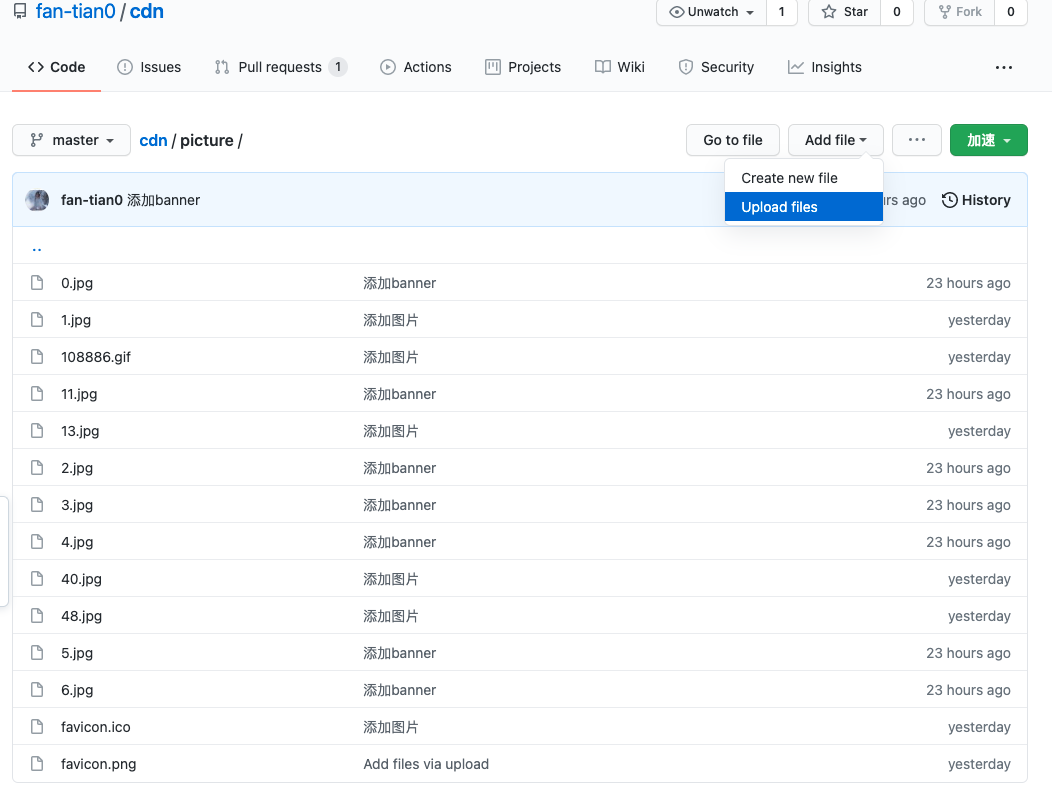 fan-tian0 / cdn Unwatch 1 Star 0 Fork 0
Code Issues Pull requests 1 Actions Projects Wiki Security Insights ...
master cdn / picture / Go to file Add file ... 加速
Create new file
fan-tian0 添加banner rs ago History
Upload files
..
0.jpg 添加banner 23 hours ago
1.jpg 添加图片 yesterday
108886.gif 添加图片 yesterday
11.jpg 添加banner 23 hours ago
13.jpg 添加图片 yesterday
2.jpg 添加banner 23 hours ago
3.jpg 添加banner 23 hours ago
4.jpg 添加banner 23 hours ago
40.jpg 添加图片 yesterday
48.jpg 添加图片 yesterday
5.jpg 添加banner 23 hours ago
6.jpg 添加banner 23 hours ago
favicon.ico 添加图片 yesterday
favicon.png Add files via upload yesterday